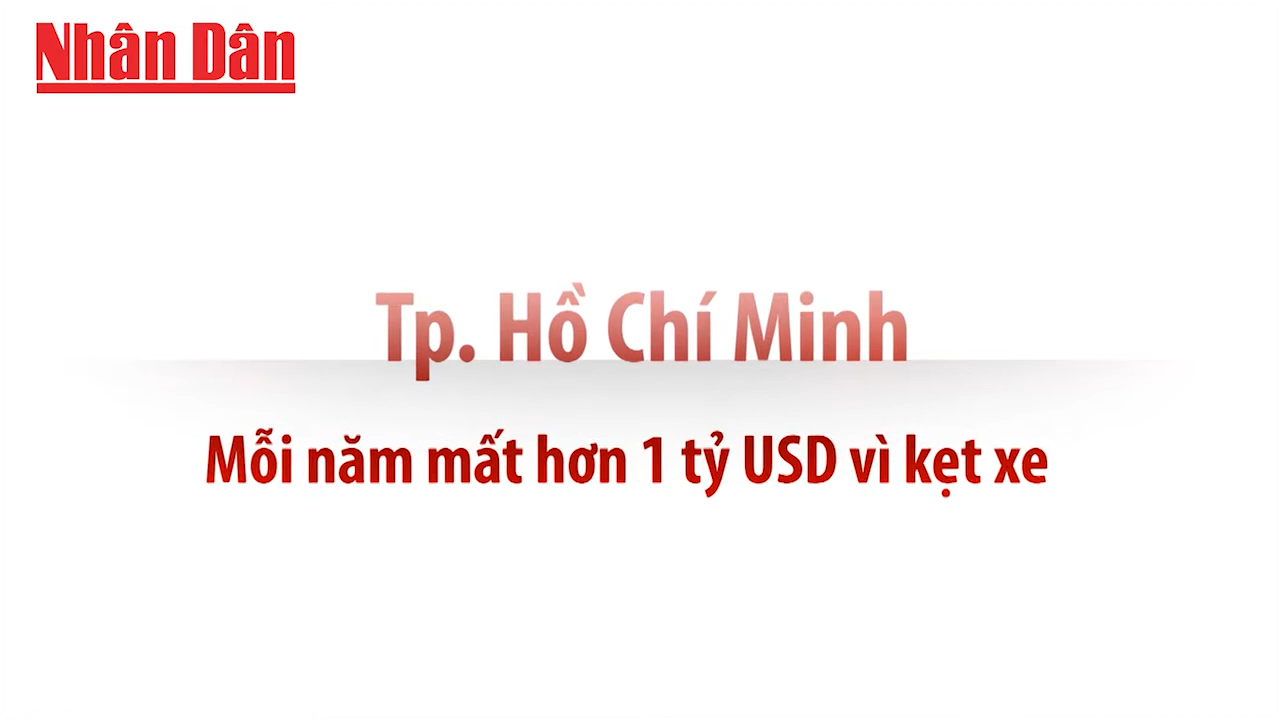 Nhân Dân
Tp. Hồ Chí Minh
Mỗi năm mất hơn 1 tỷ USD vì kẹt xe